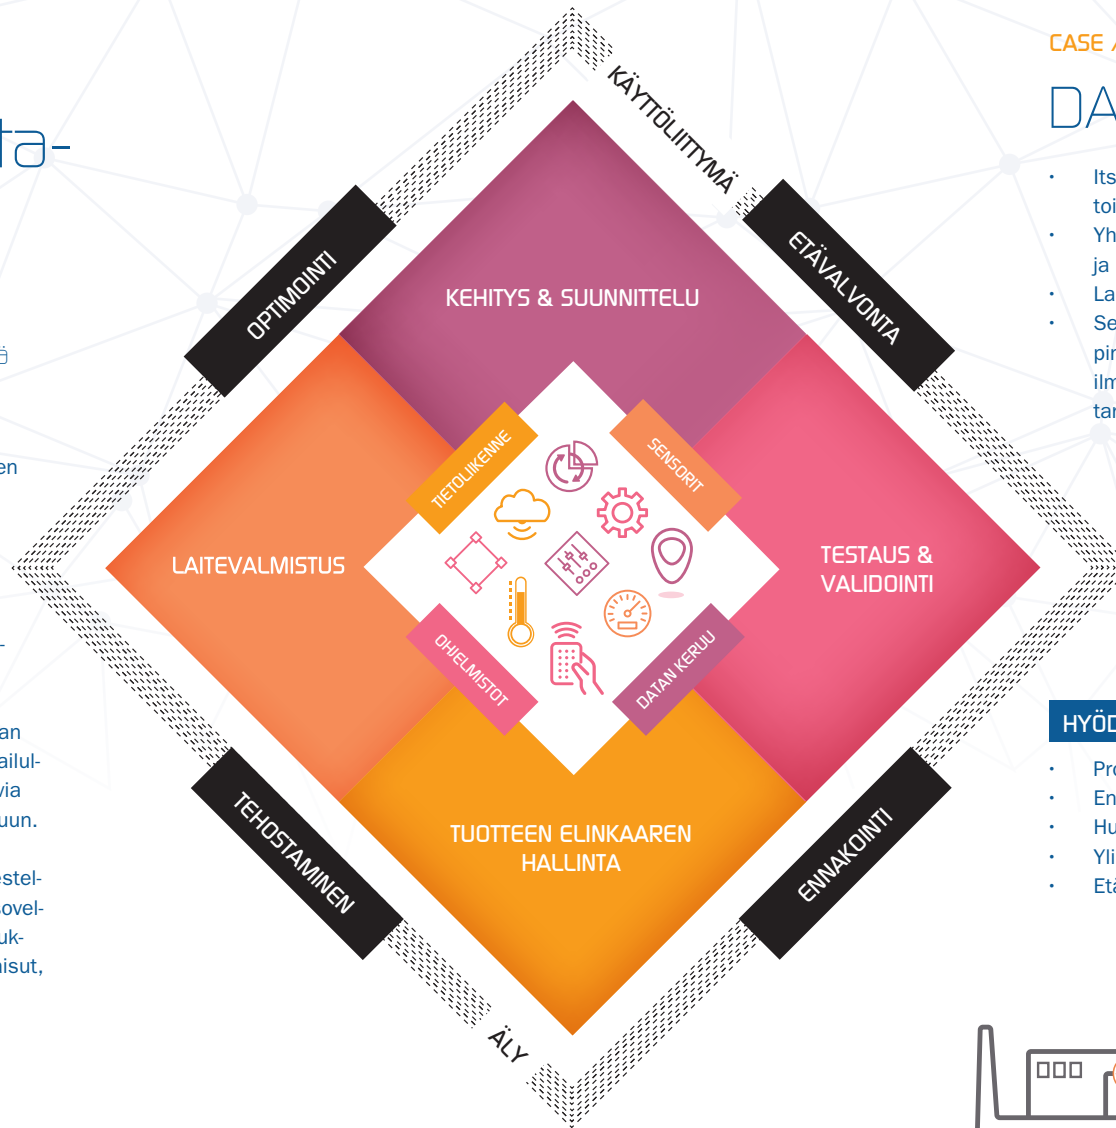 ta-
en
-
an
ailul-
via
uun.
estel-
sovel-
uk-
isut,
KÄYTTÖLIITTYMÄ
OPTIMOINTI
ETÄVALVONTA
KEHITYS & SUUNNITTELU
TIETOLIIKENNE
SENSORIT
LAITEVALMISTUS
TESTAUS &
VALIDOINTI
OHJELMISTOT
DATAN KERUU
TUOTTEEN ELINKAAREN
HALLINTA
TEHOSTAMINEN
ENNAKOINTI
ÄLY
CASE
DA
• Its
toi
• Yh
ja
• La
• Se
pin
ilm
tar
HYÖD
• Pro
• En
• Hu
• Yli
• Etä